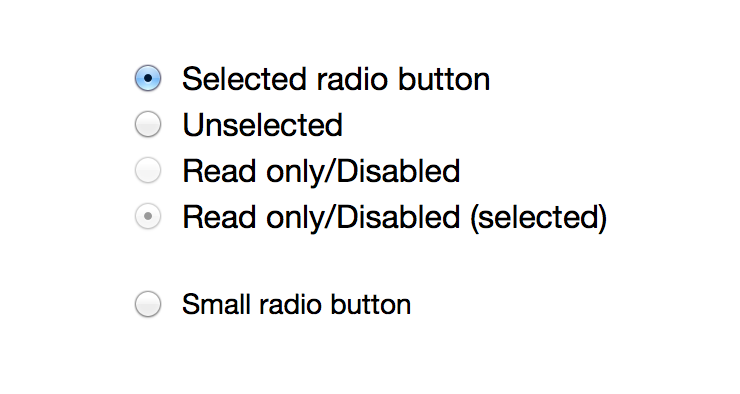 Selected radio button
Unselected
Read only/Disabled
Read only/Disabled (selected)
Small radio button